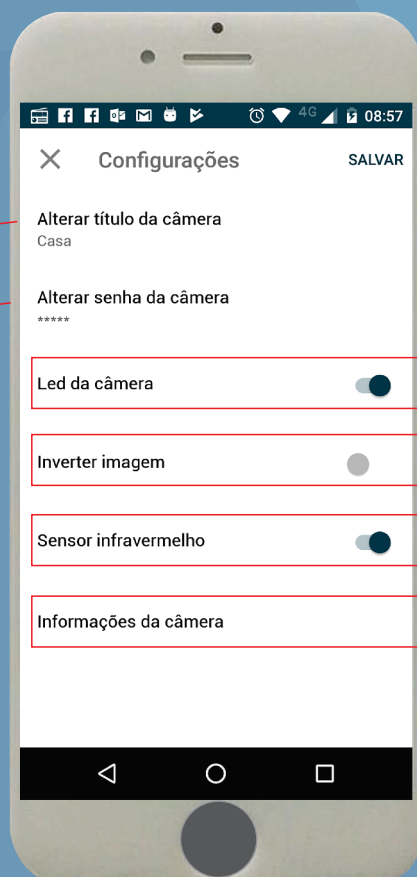 4G 08:57
Configurações SALVAR
Alterar título da câmera
Casa
Alterar senha da câmera
*****
Led da câmera
Inverter imagem
Sensor infravermelho
Informações da câmera